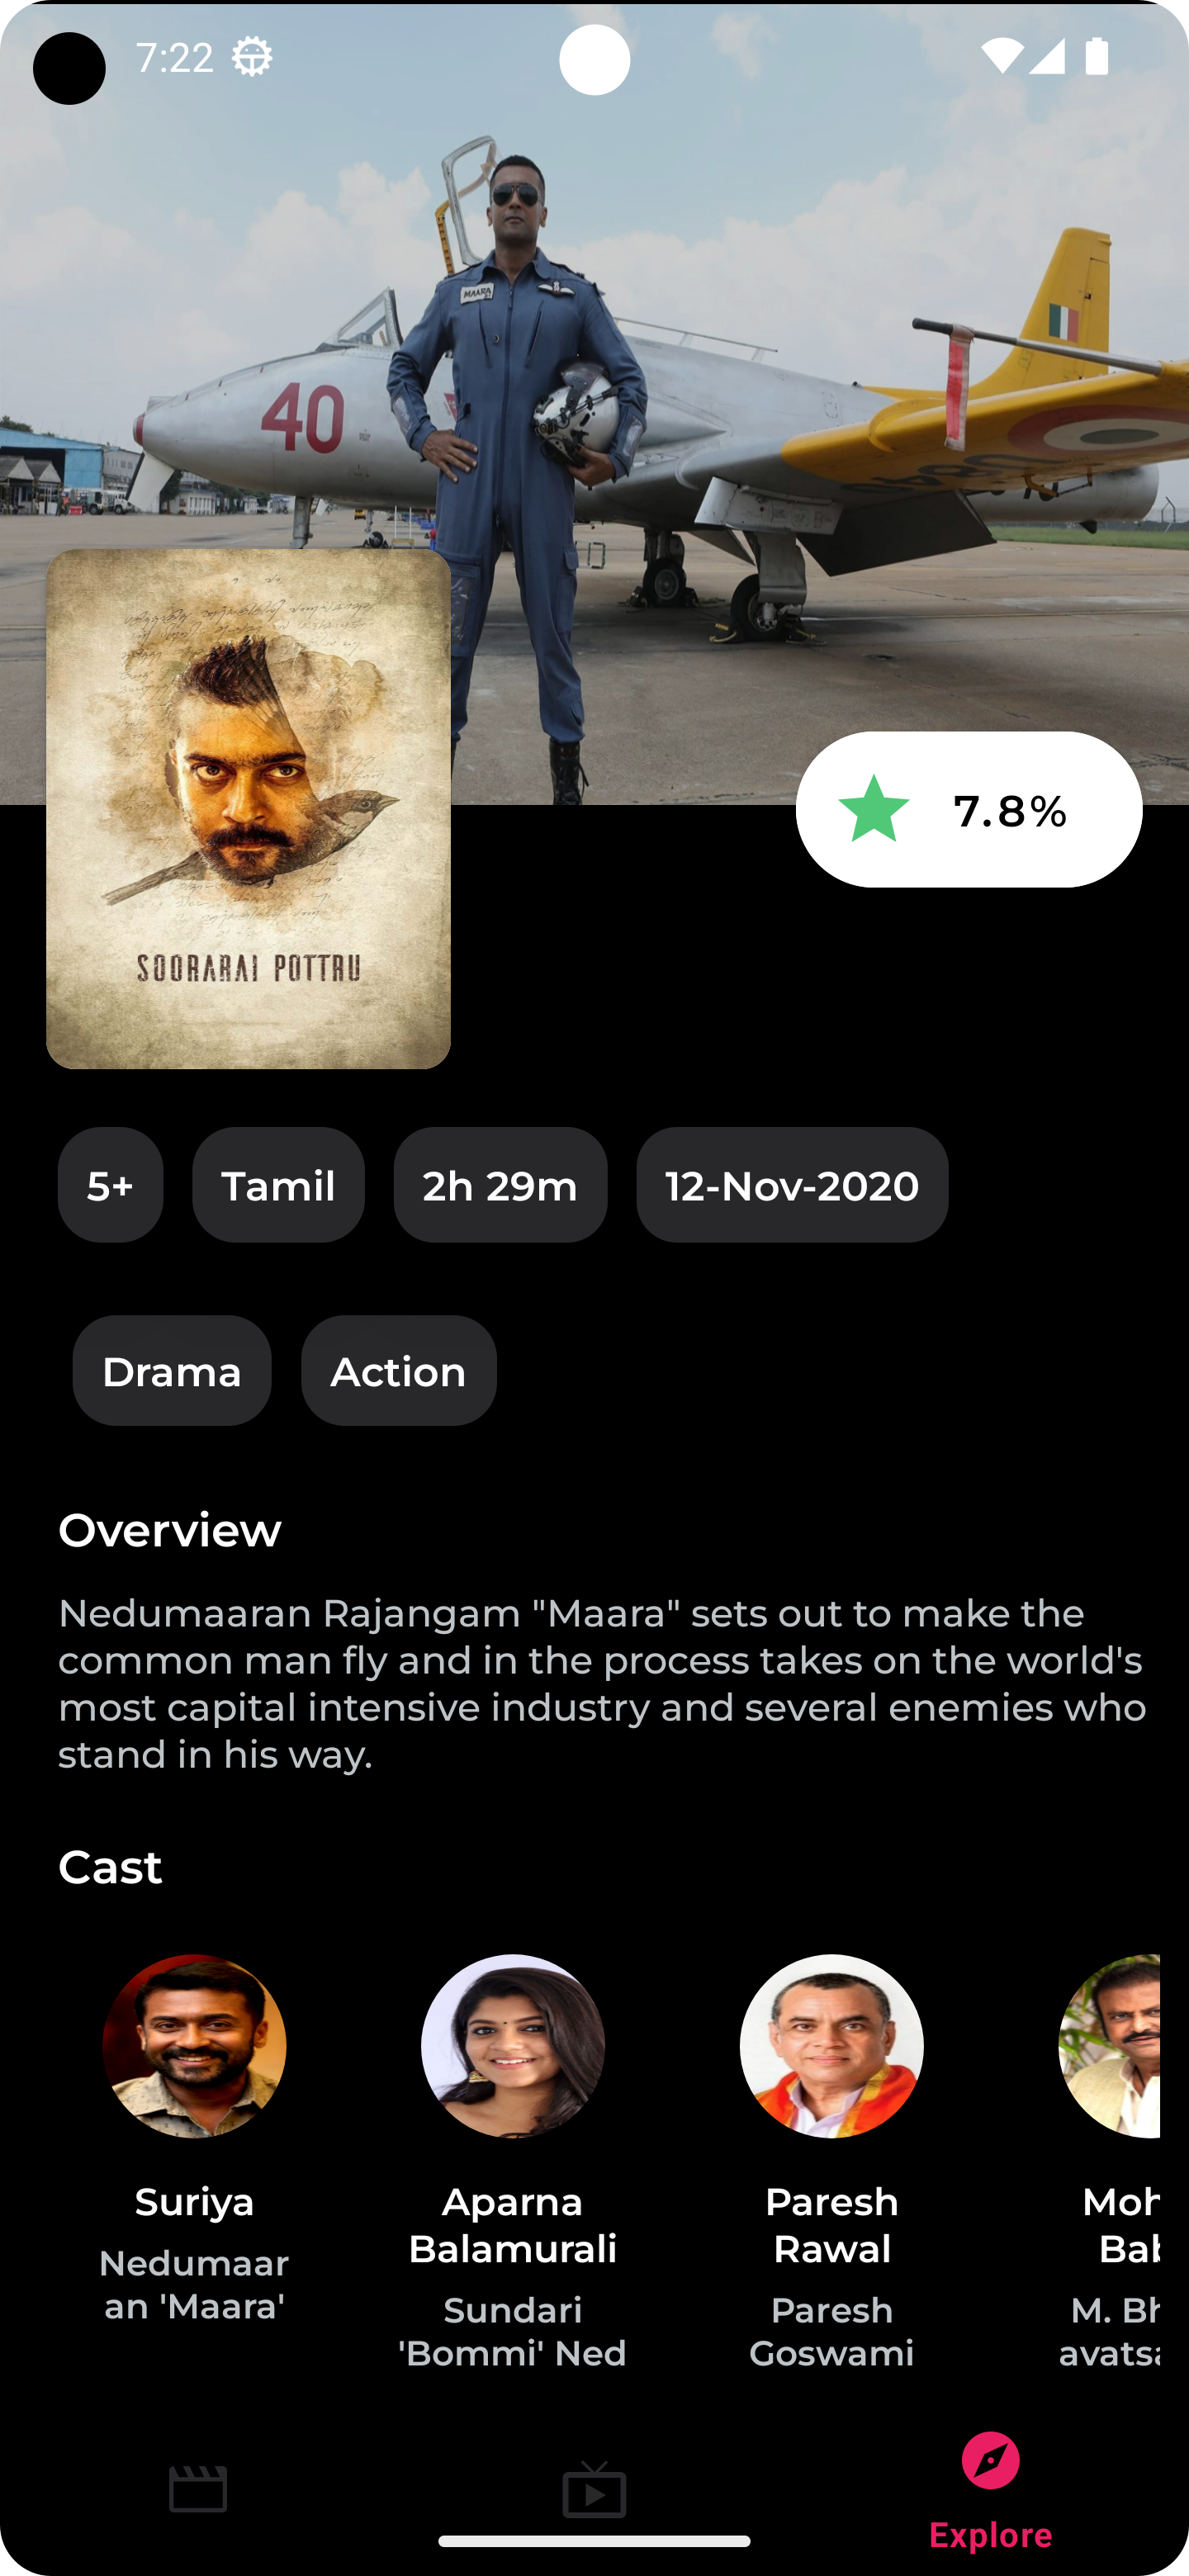 7:22
MAARA
40
SOORARAI POTTRU
7.8%
5+
Tamil
2h 29m
12-Nov-2020
Drama
Action
Overview
Nedumaaran Rajangam "Maara" sets out to make the
common man fly and in the process takes on the world's
most capital intensive industry and several enemies who
stand in his way.
Cast
Suriya
Nedumaar
an 'Maara'
Aparna
Balamurali
Sundari
'Bommi' Ned
Paresh
Rawal
Paresh
Goswami
Moh
Bab
M. Bh
avatsa
Explore